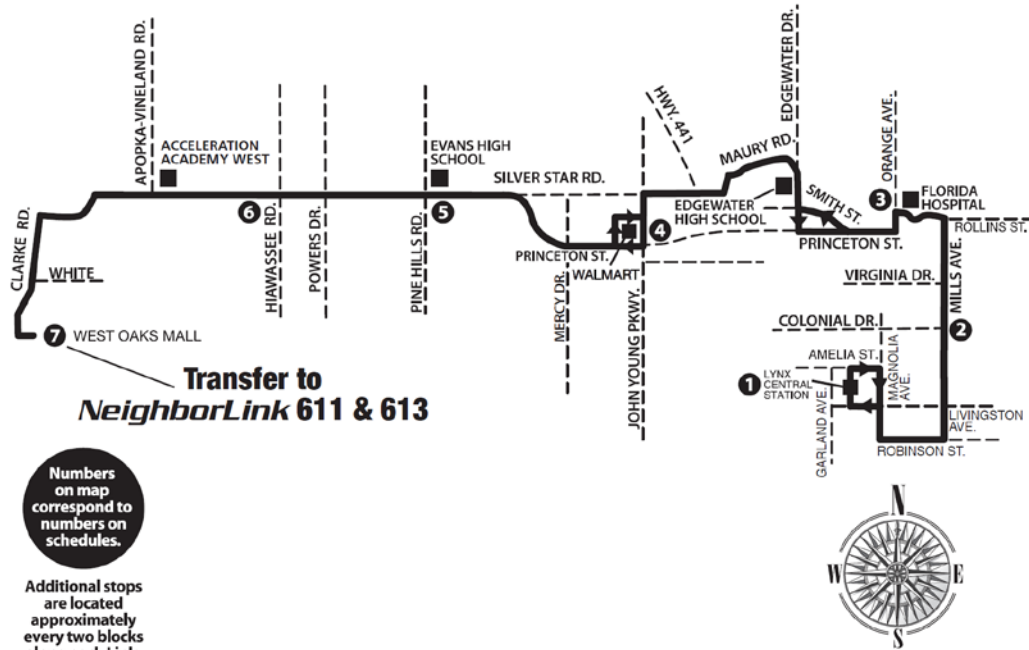 APOPKA-VINELAND RD.
EDGEWATER DR.
HWY. 441
ORANGE AVE.
MAURY RD.
ACCELERATION
ACADEMY WEST
EVANS HIGH
SCHOOL
SILVER STAR RD.
SMITH ST.
3
FLORIDA
HOSPITAL
EDGEWATER
HIGH SCHOOL
CLARKE RD.
6
5
4
ROLLINS ST.
PRINCETON ST.
PRINCETON ST.
WALMART
WHITE
HIAWASSEE RD.
POWERS DR.
PINE HILLS RD.
MERCY DR.
JOHN YOUNG PKWY.
VIRGINIA DR.
MILLS AVE.
7 WEST OAKS MALL
COLONIAL DR.
2
AMELIA ST.
MAGNOLIA
AVE.
1 LYNX
CENTRAL
STATION
GARLAND AVE.
LIVINGSTON
AVE.
ROBINSON ST.
Transfer to
NeighborLink 611 & 613
Numbers
on map
correspond to
numbers on
schedules.
N
W
E
S
Additional stops
are located
approximately
every two blocks